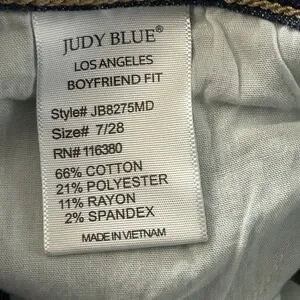 JUDY BLUE®
LOS ANGELES
BOYFRIEND FIT
Style# JB8275MD
Size# 7/28
RN# 116380
66% COTTON
21% POLYESTER
11% RAYON
2% SPANDEX
MADE IN VIETNAM